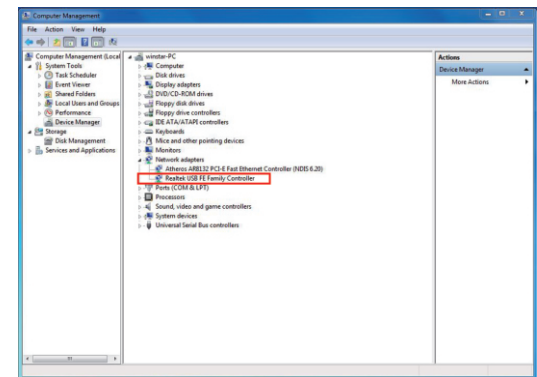 Computer Management
File Action View Help
Computer Management (Local
System Tools
Task Scheduler
Event Viewer
Shared Folders
Local Users and Groups
Performance
Device Manager
Storage
Disk Management
Services and Applications
winster-PC
Computer
Disk drives
Display adapters
DVD/CD-ROM drives
Floppy disk drives
Floppy drive controllers
IDE ATA/ATAPI controllers
Keyboards
Mice and other pointing devices
Monitors
Network adapters
Atheros AR8132 PCI-E Fast Ethernet Controller (NDIS 6.20)
Realtek USB FE Family Controller
Ports (COM & LPT)
Processors
Sound, video and game controllers
System devices
Universal Serial Bus controllers
Actions
Device Manager
More Actions